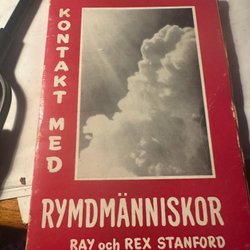 KONTAKT MED
RYMDMÄNNISKOR
RAY och REX STANFORD